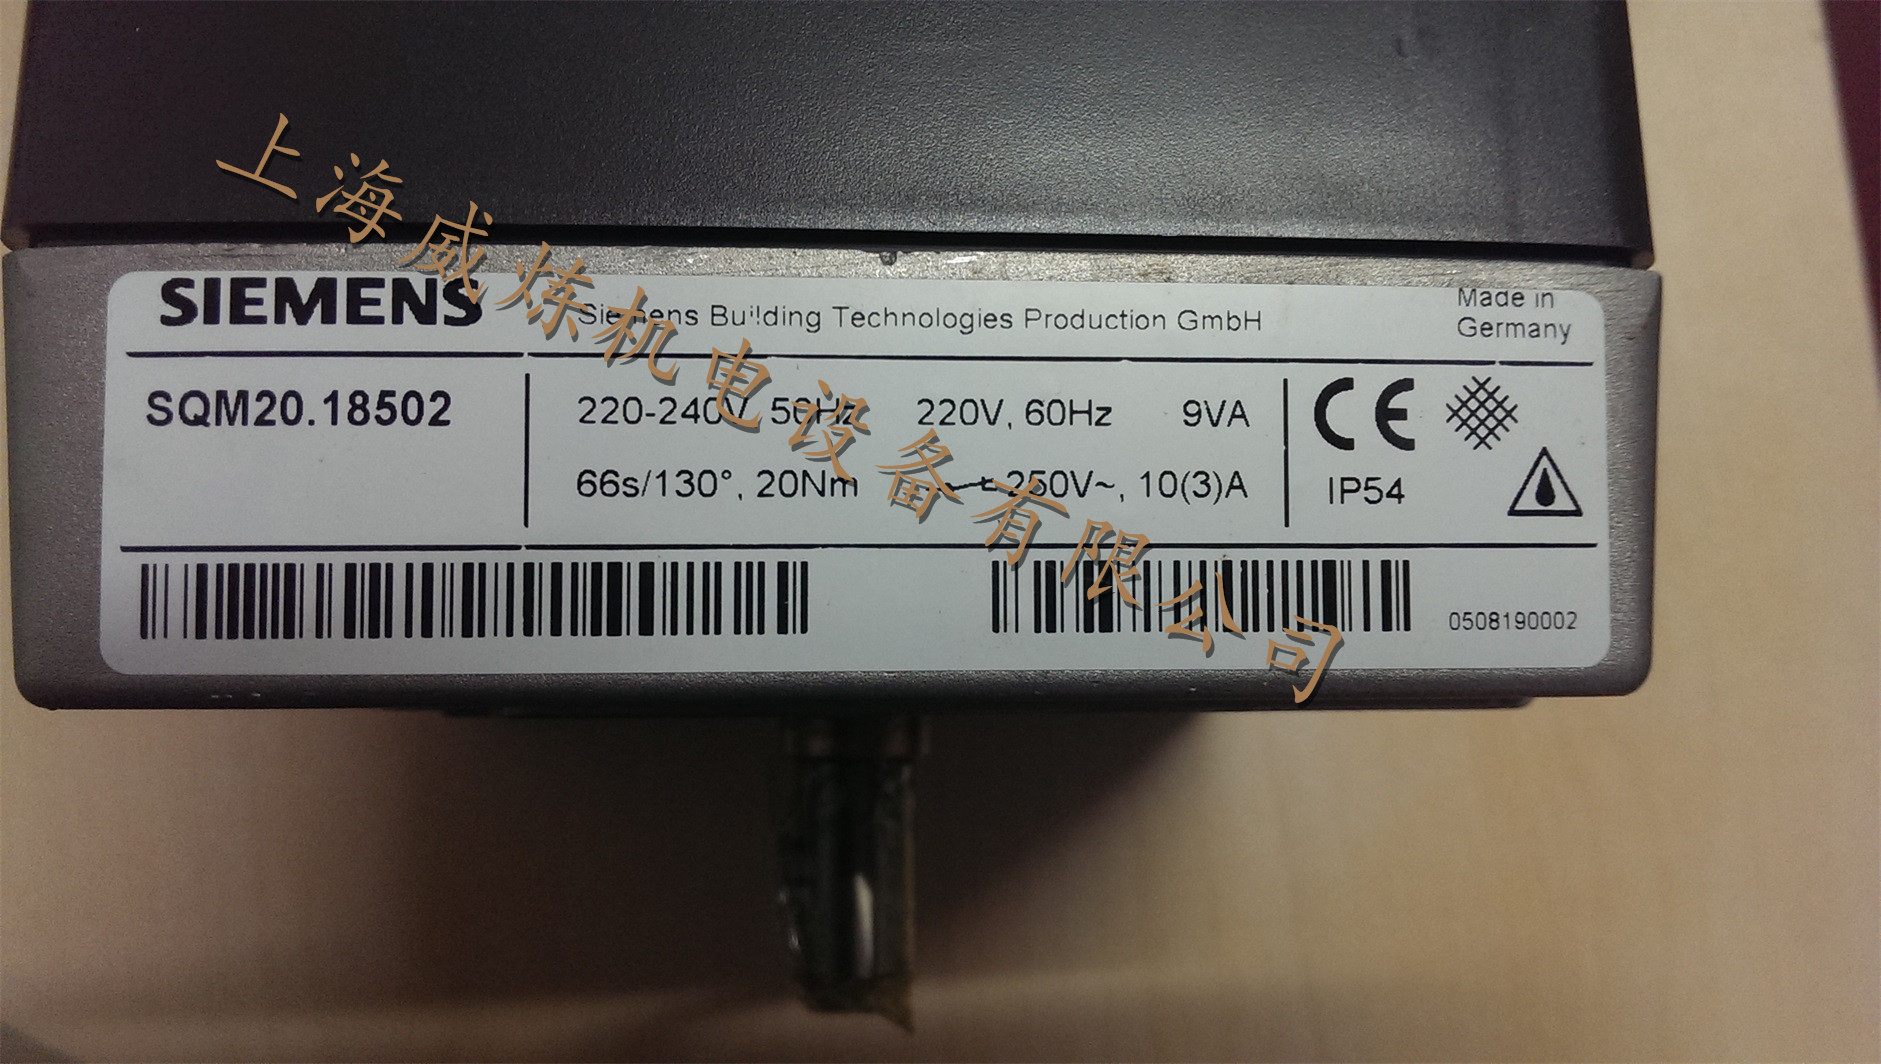 SIEMENS
Siemens Building Technologies Production GmbH
Made in
Germany
SQM20.18502
220-240V, 50Hz 220V, 60Hz 9VA
66s/130°, 20Nm 250V~, 10(3)A
CE
IP54
0508190002
上海威炼机电设备有限公司